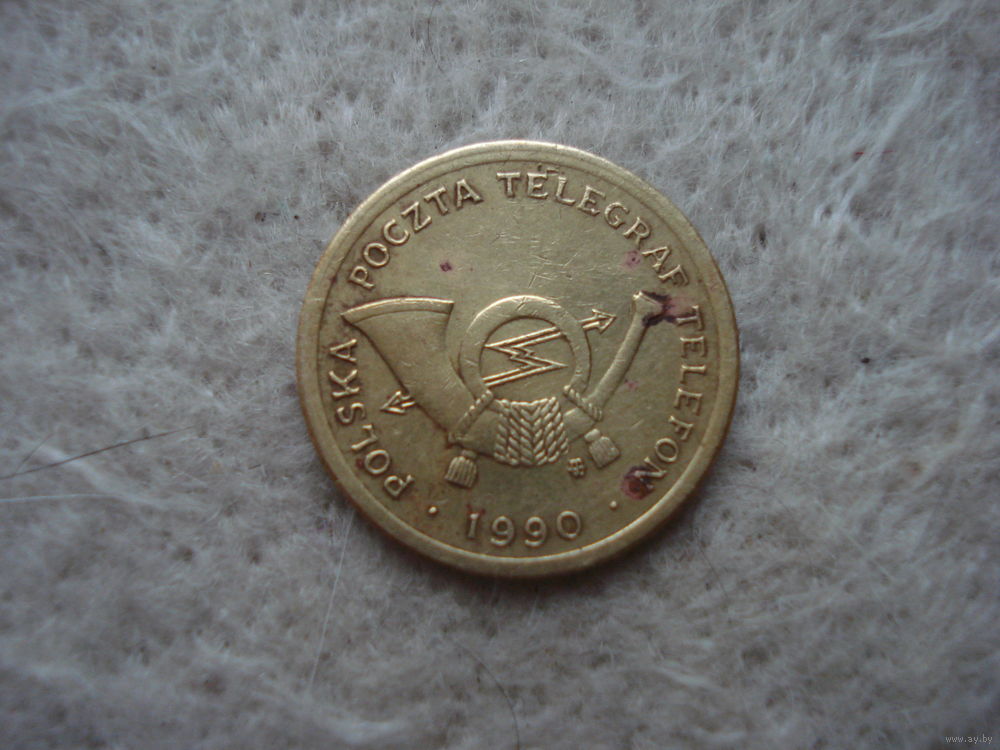 POLSKA POCZTA TELEGRAF TELEFON
· 1990 ·
www.ay.by